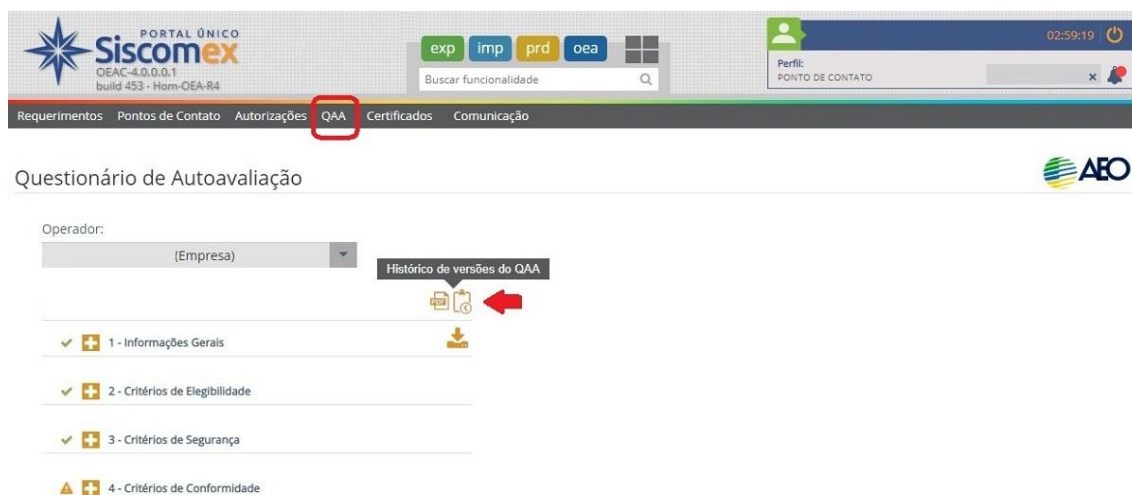 PORTAL ÚNICO
Siscomex
OEAC-4.0.0.0.1
build 453 - Hom-OEA-R4
exp imp prd oea
Buscar funcionalidade
02:59:19
Perfil:
PONTO DE CONTATO
x
Requerimentos Pontos de Contato Autorizações QAA Certificados Comunicação
Questionário de Autoavaliação
AEO
Operador:
(Empresa)
Histórico de versões do QAA
PDF
1 - Informações Gerais
2 - Critérios de Elegibilidade
3 - Critérios de Segurança
4 - Critérios de Conformidade